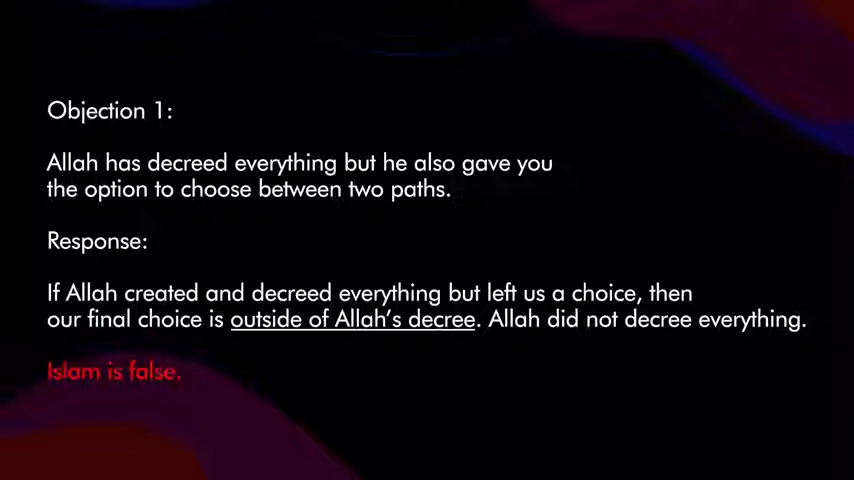 Objection 1:
Allah has decreed everything but he also gave you
the option to choose between two paths.
Response:
If Allah created and decreed everything but left us a choice, then
our final choice is outside of Allah's decree. Allah did not decree everything.
Islam is false.